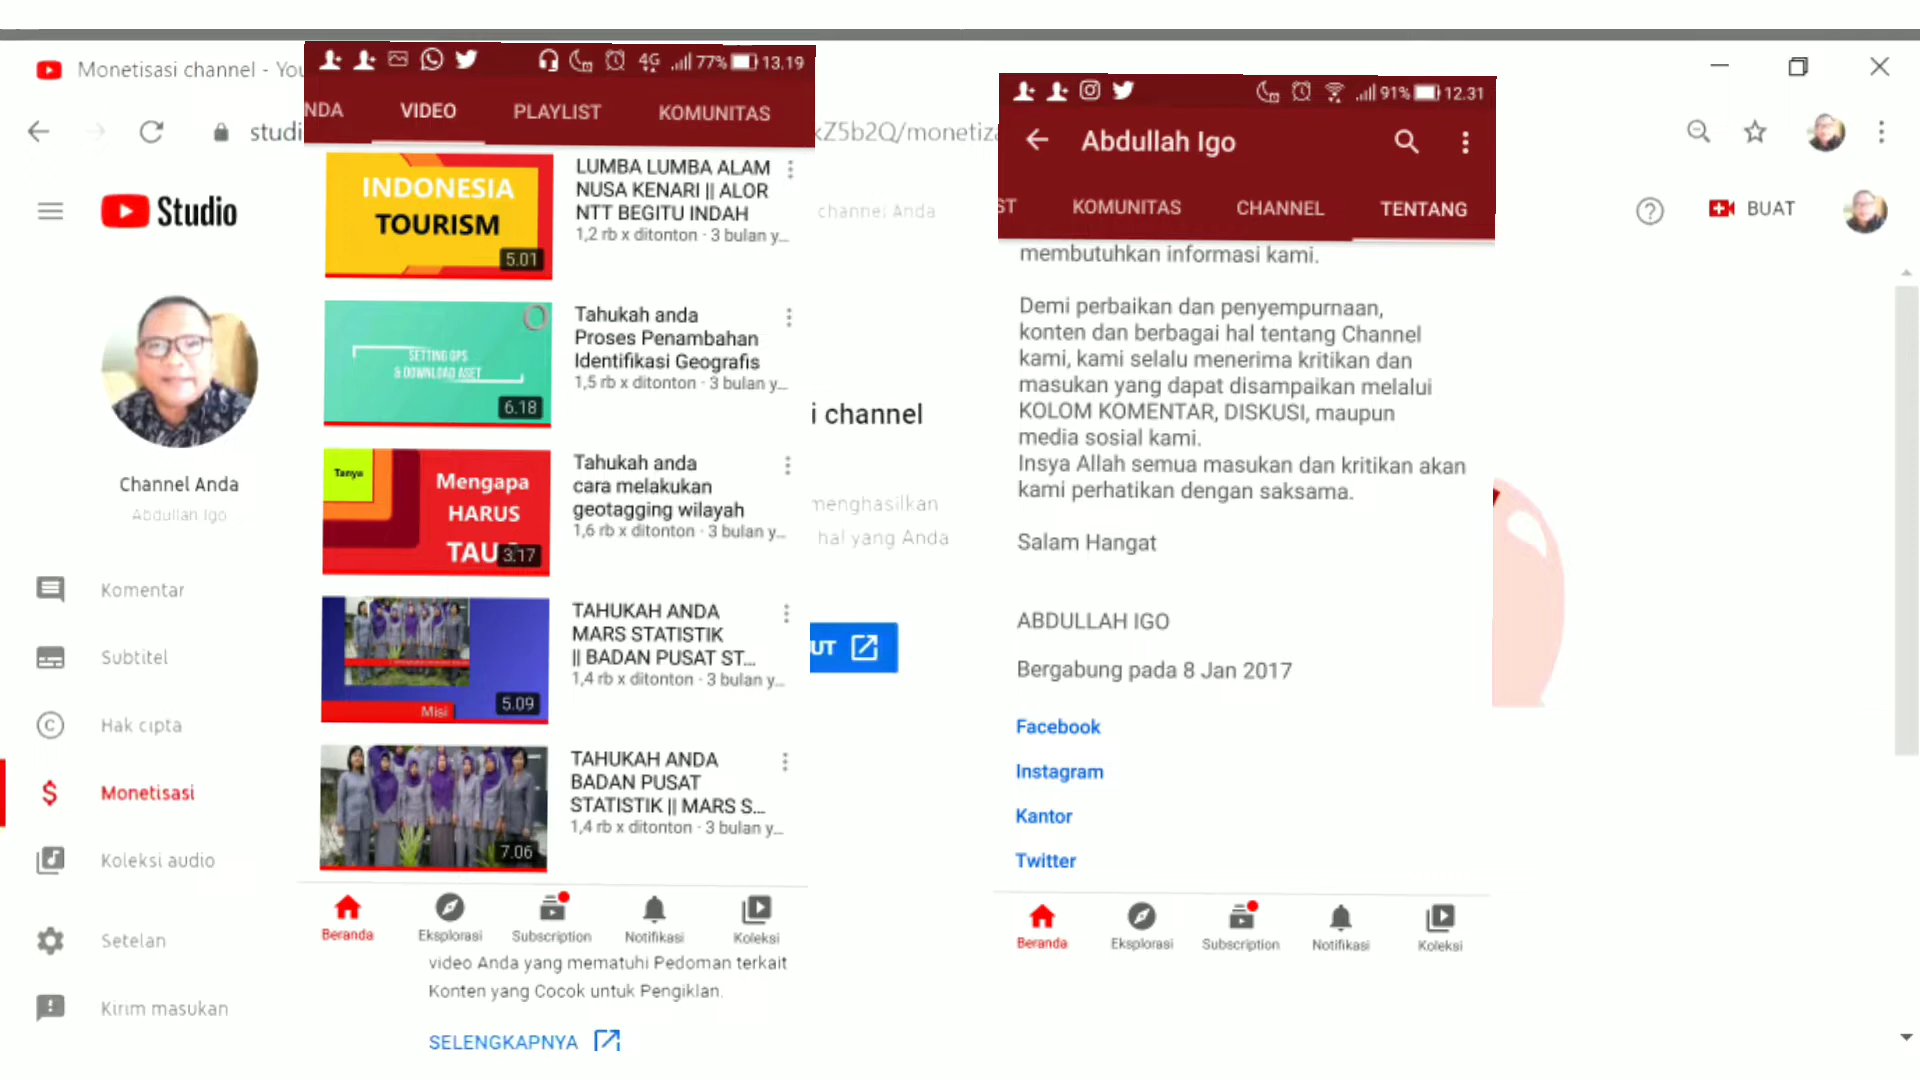 Monetisasi channel - You
studi
kZ5b2Q/monetiza
Studio
BUAT
channel Anda
Channel Anda
Abdullah Igo
Komentar
Subtitel
Hak cipta
Monetisasi
Koleksi audio
Setelan
Kirim masukan
i channel
menghasilkan
hal yang Anda
UT
4G 77% 13.19
NDA VIDEO PLAYLIST KOMUNITAS
INDONESIA
TOURISM
5.01
LUMBA LUMBA ALAM
NUSA KENARI || ALOR
NTT BEGITU INDAH
1,2 rb x ditonton · 3 bulan y...
SETTING GPS
& DOWNLOAD ASET
6.18
Tahukah anda
Proses Penambahan
Identifikasi Geografis
1,5 rb x ditonton · 3 bulan y...
Tanya
Mengapa
HARUS
TAU
3.17
Tahukah anda
cara melakukan
geotagging wilayah
1,6 rb x ditonton · 3 bulan y...
Misi
5.09
TAHUKAH ANDA
MARS STATISTIK
|| BADAN PUSAT ST...
1,4 rb x ditonton · 3 bulan y...
7.06
TAHUKAH ANDA
BADAN PUSAT
STATISTIK || MARS S...
1,4 rb x ditonton · 3 bulan y...
Beranda Eksplorasi Subscription Notifikasi Koleksi
video Anda yang mematuhi Pedoman terkait
Konten yang Cocok untuk Pengiklan.
SELENGKAPNYA
91% 12.31
Abdullah Igo
ST KOMUNITAS CHANNEL TENTANG
membutuhkan informasi kami.
Demi perbaikan dan penyempurnaan,
konten dan berbagai hal tentang Channel
kami, kami selalu menerima kritikan dan
masukan yang dapat disampaikan melalui
KOLOM KOMENTAR, DISKUSI, maupun
media sosial kami.
Insya Allah semua masukan dan kritikan akan
kami perhatikan dengan saksama.
Salam Hangat
ABDULLAH IGO
Bergabung pada 8 Jan 2017
Facebook
Instagram
Kantor
Twitter
Beranda Eksplorasi Subscription Notifikasi Koleksi